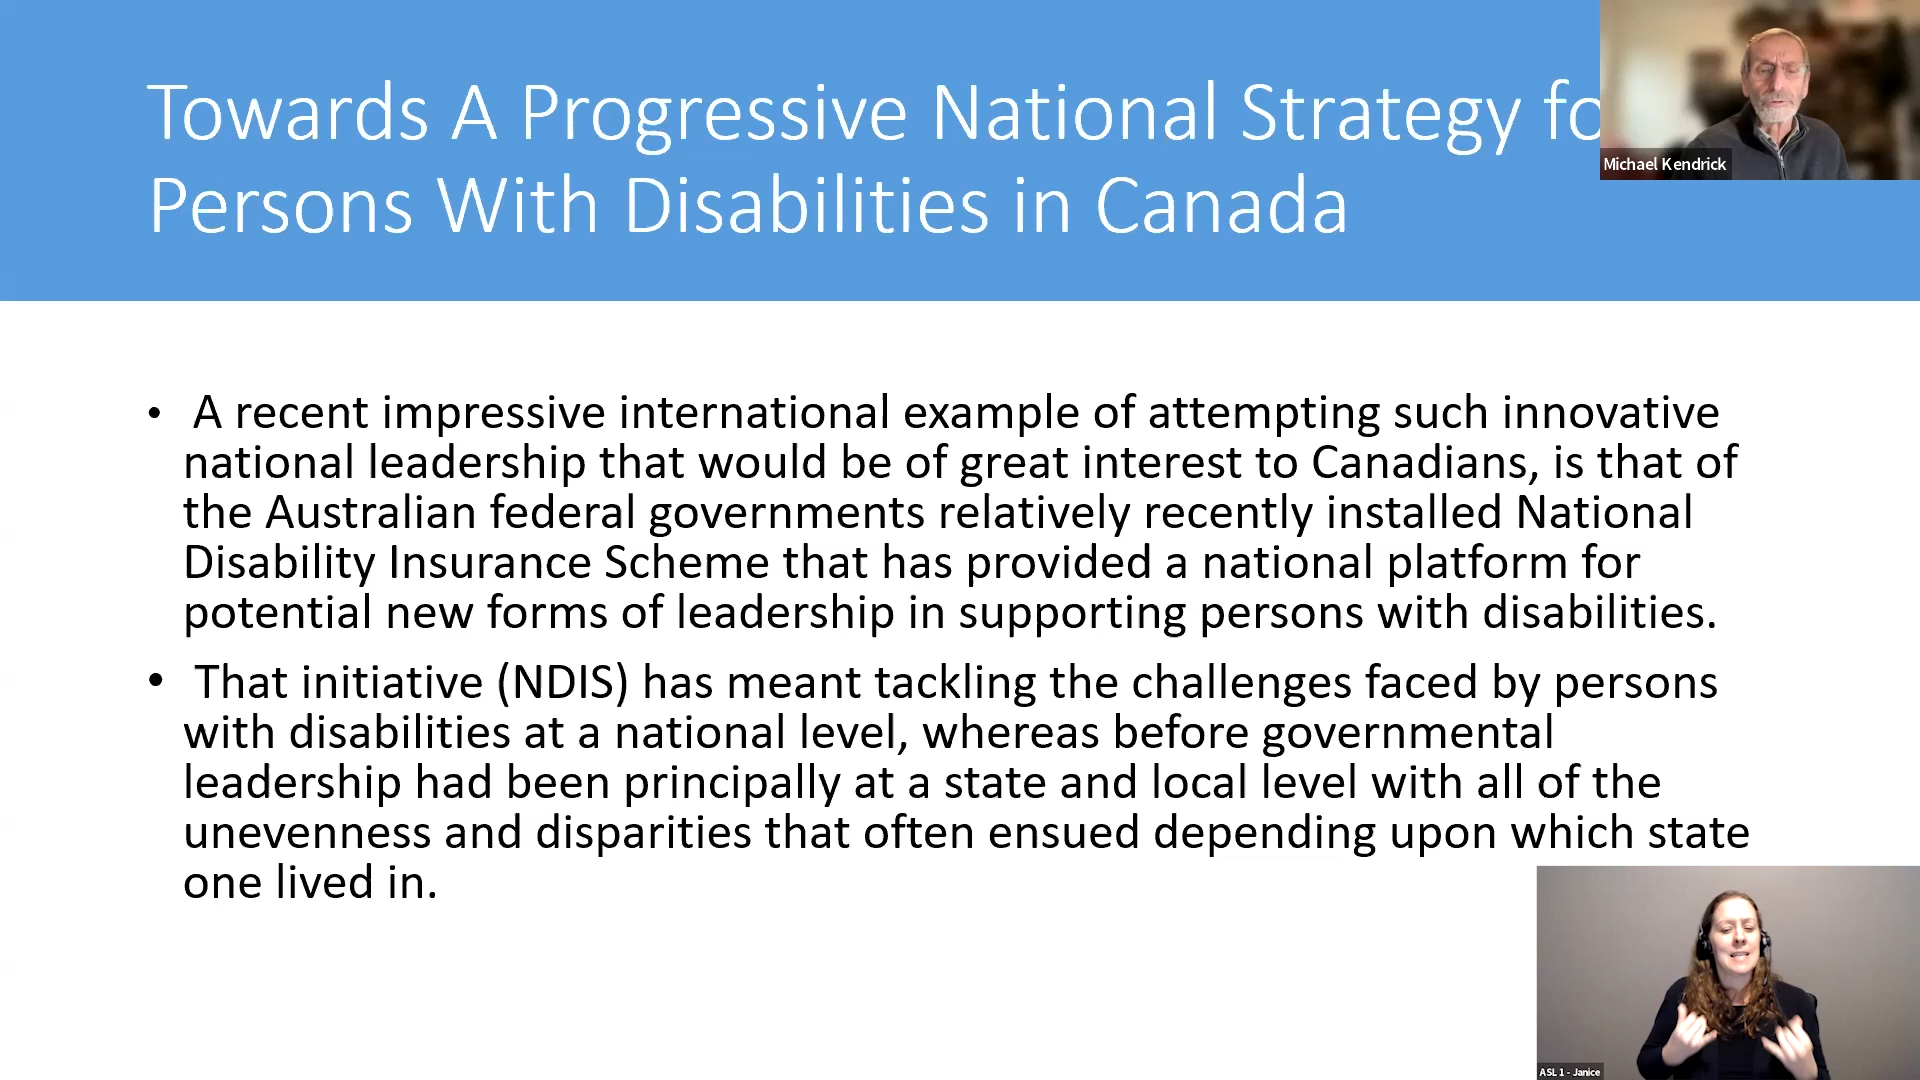 Towards A Progressive National Strategy fo
Persons With Disabilities in Canada
Michael Kendrick
• A recent impressive international example of attempting such innovative
national leadership that would be of great interest to Canadians, is that of
the Australian federal governments relatively recently installed National
Disability Insurance Scheme that has provided a national platform for
potential new forms of leadership in supporting persons with disabilities.
• That initiative (NDIS) has meant tackling the challenges faced by persons
with disabilities at a national level, whereas before governmental
leadership had been principally at a state and local level with all of the
unevenness and disparities that often ensued depending upon which state
one lived in.
ASL 1 - Janice